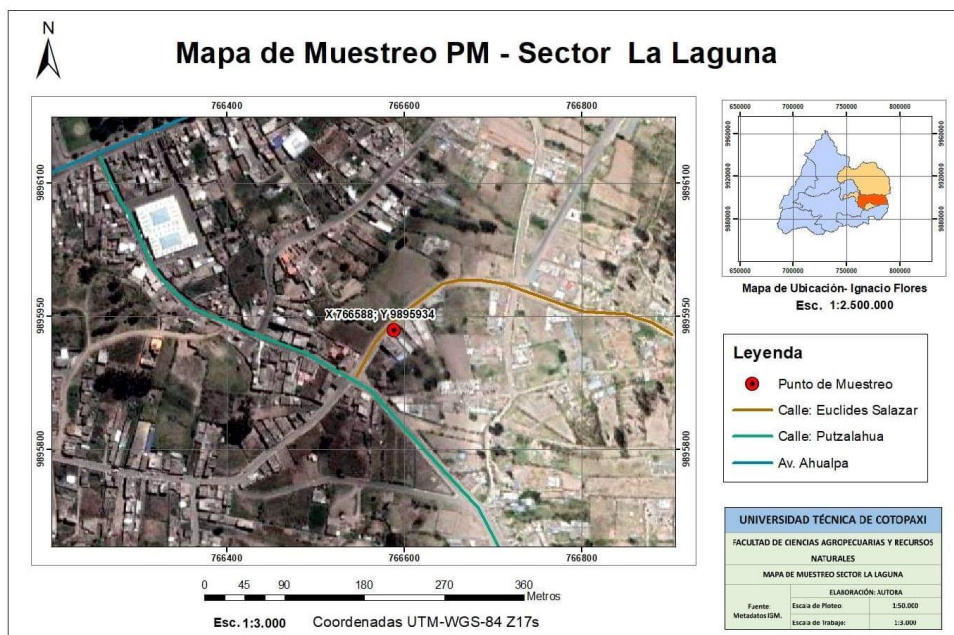 N
Mapa de Muestreo PM - Sector La Laguna
766400 766600 766800
9896100 9896100
9895950 9895950
9895800 9895800
X 766588; Y 9895934
766400 766600 766800
0 45 90 180 270 360
Metros
Esc. 1:3.000 Coordenadas UTM-WGS-84 Z17s
650000 700000 750000 800000
9960000 9960000
9920000 9920000
9880000 9880000
650000 700000 750000 800000
Mapa de Ubicación- Ignacio Flores
Esc. 1:2.500.000
Leyenda
Punto de Muestreo
Calle: Euclides Salazar
Calle: Putzalahua
Av. Ahualpa
UNIVERSIDAD TÉCNICA DE COTOPAXI
FACULTAD DE CIENCIAS AGROPECUARIAS Y RECURSOS
NATURALES
MAPA DE MUESTREO SECTOR LA LAGUNA
ELABORACIÓN: AUTORA
Fuente:
Metadatos IGM.
Escala de Ploteo: 1:50.000
Escala de Trabajo: 1:3.000